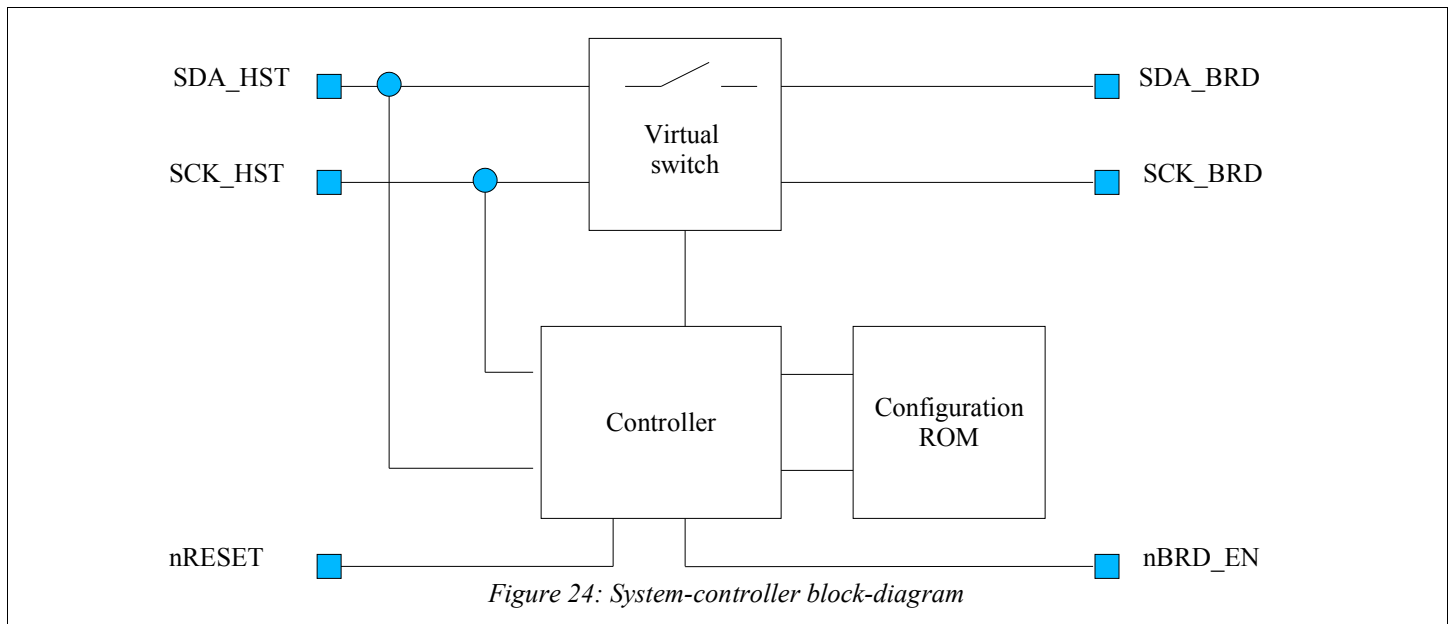 SDA_HST
SDA_BRD
Virtual
switch
SCK_HST
SCK_BRD
Controller
Configuration
ROM
nRESET
nBRD_EN
Figure 24: System-controller block-diagram